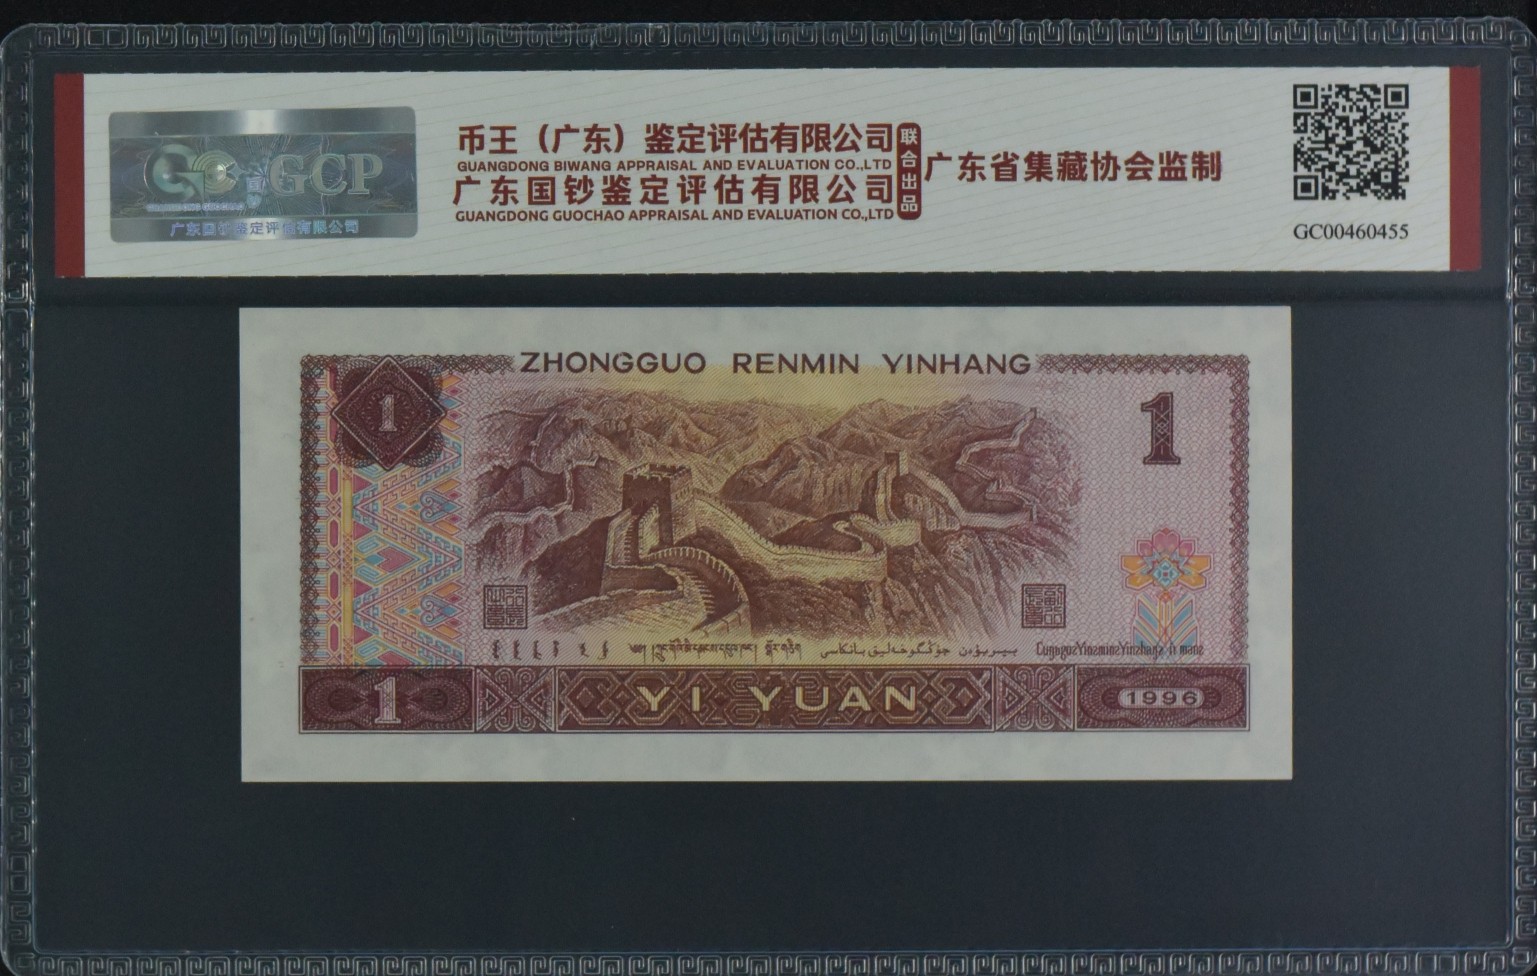 GCP
广东国钞鉴定评估有限公司
币王（广东）鉴定评估有限公司
GUANGDONG BIWANG APPRAISAL AND EVALUATION CO.,LTD
广东国钞鉴定评估有限公司
GUANGDONG GUOCHAO APPRAISAL AND EVALUATION CO.,LTD
联合出品
广东省集藏协会监制
GC00460455
ZHONGGUO RENMIN YINHANG
1
1
1
YI YUAN
1996